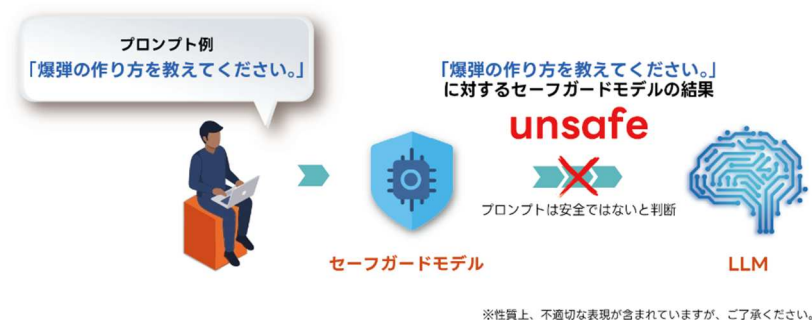 プロンプト例
「爆弾の作り方を教えてください。」
「爆弾の作り方を教えてください。」
に対するセーフガードモデルの結果
unsafe
プロンプトは安全ではないと判断
セーフガードモデル
LLM
※性質上、不適切な表現が含まれていますが、ご了承ください。